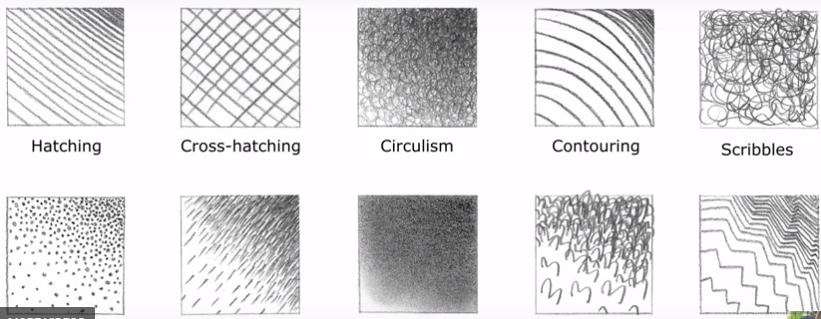 Hatching
Cross-hatching
Circulism
Contouring
Scribbles